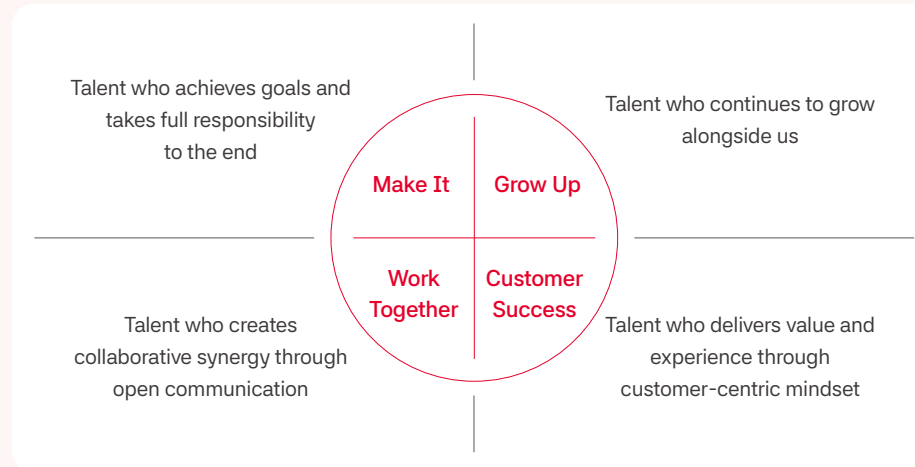 Talent who achieves goals and
takes full responsibility
to the end
Talent who continues to grow
alongside us
Make It
Grow Up
Work
Together
Customer
Success
Talent who creates
collaborative synergy through
open communication
Talent who delivers value and
experience through
customer-centric mindset